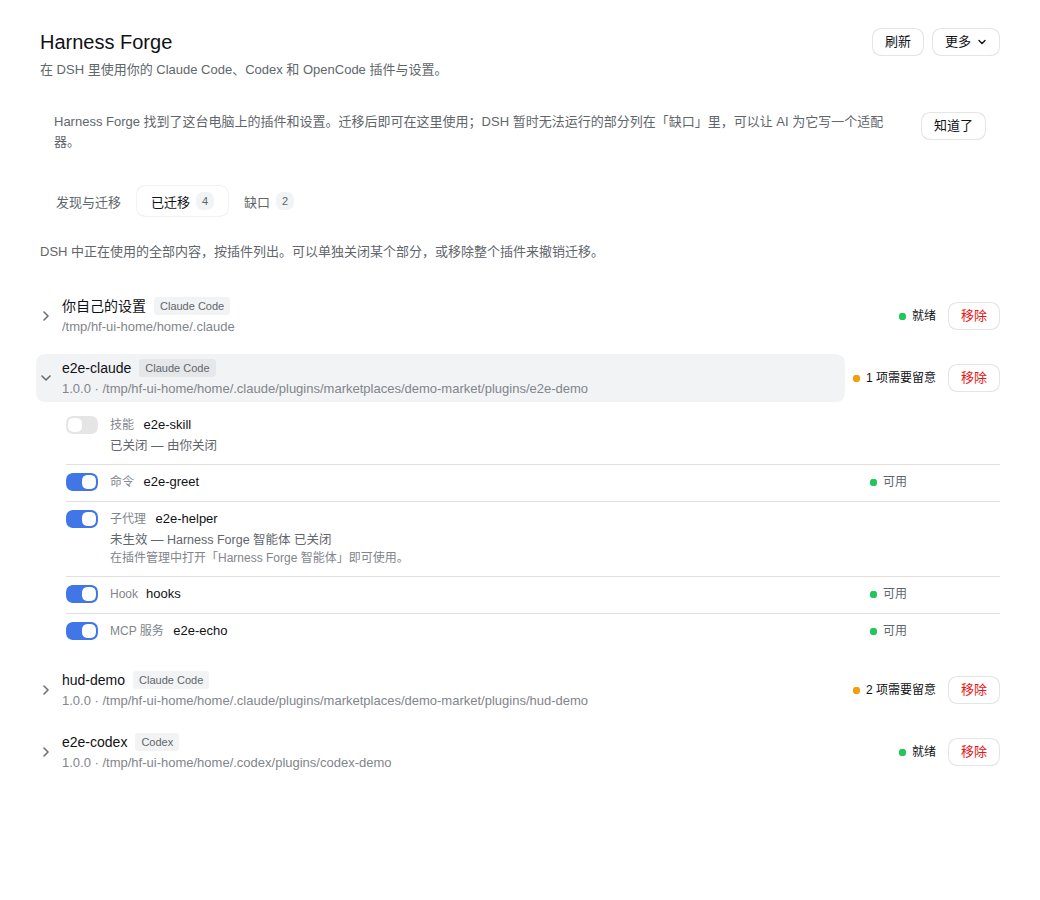 Harness Forge
刷新
更多
在 DSH 里使用你的 Claude Code、Codex 和 OpenCode 插件与设置。
Harness Forge 找到了这台电脑上的插件和设置。迁移后即可在这里使用；DSH 暂时无法运行的部分列在「缺口」里，可以让 AI 为它写一个适配
器。
知道了
发现与迁移
已迁移 4
缺口 2
DSH 中正在使用的全部内容，按插件列出。可以单独关闭某个部分，或移除整个插件来撤销迁移。
你自己的设置 Claude Code
/tmp/hf-ui-home/home/.claude
就绪
移除
e2e-claude Claude Code
1.0.0 · /tmp/hf-ui-home/home/.claude/plugins/marketplaces/demo-market/plugins/e2e-demo
1 项需要留意
移除
技能 e2e-skill
已关闭 — 由你关闭
命令 e2e-greet
可用
子代理 e2e-helper
未生效 — Harness Forge 智能体 已关闭
在插件管理中打开「Harness Forge 智能体」即可使用。
Hook hooks
可用
MCP 服务 e2e-echo
可用
hud-demo Claude Code
1.0.0 · /tmp/hf-ui-home/home/.claude/plugins/marketplaces/demo-market/plugins/hud-demo
2 项需要留意
移除
e2e-codex Codex
1.0.0 · /tmp/hf-ui-home/home/.codex/plugins/codex-demo
就绪
移除